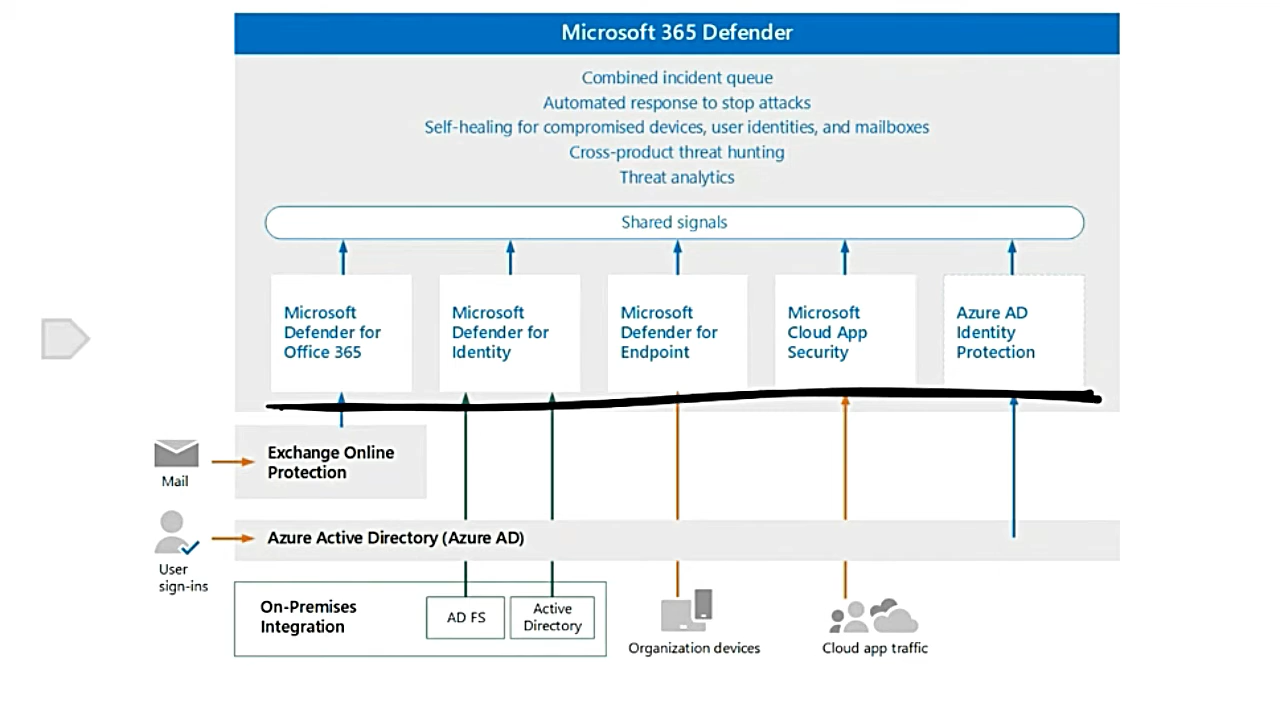 Microsoft 365 Defender
Combined incident queue
Automated response to stop attacks
Self-healing for compromised devices, user identities, and mailboxes
Cross-product threat hunting
Threat analytics
Shared signals
Microsoft
Defender for
Office 365
Microsoft
Defender for
Identity
Microsoft
Defender for
Endpoint
Microsoft
Cloud App
Security
Azure AD
Identity
Protection
Mail
Exchange Online
Protection
User
sign-ins
Azure Active Directory (Azure AD)
On-Premises
Integration
AD FS
Active
Directory
Organization devices
Cloud app traffic